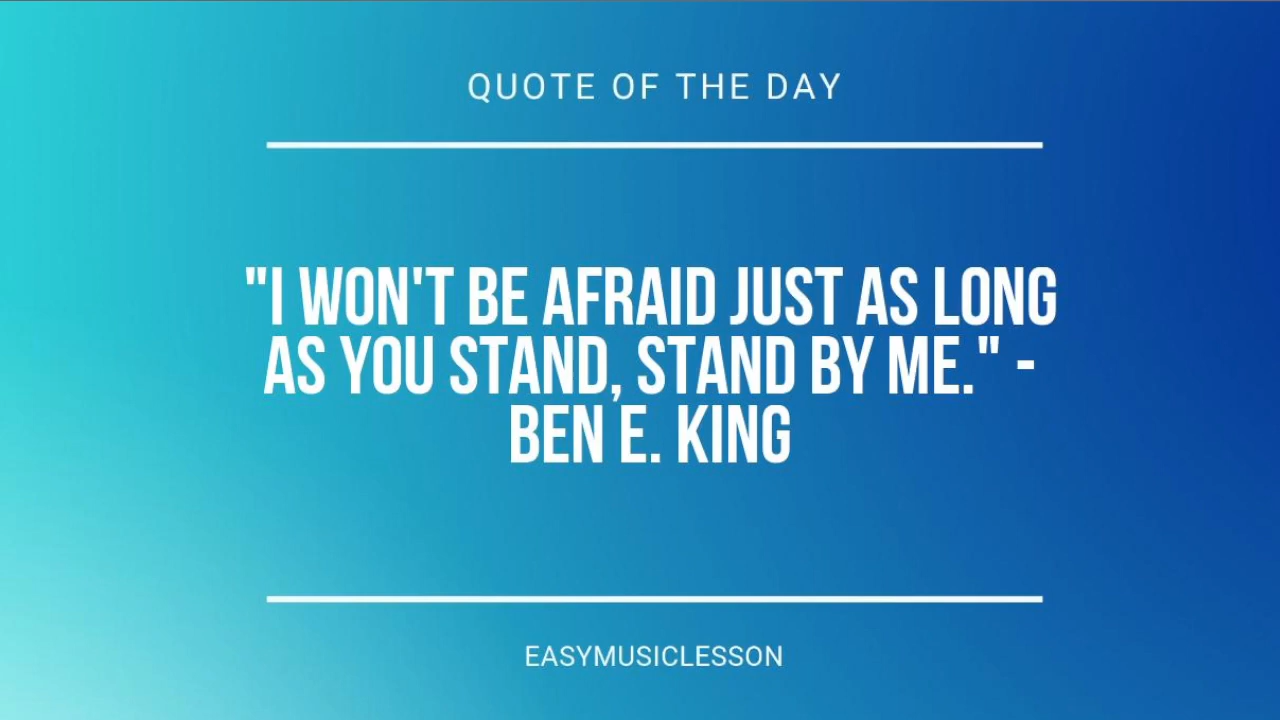 QUOTE OF THE DAY
"I WON'T BE AFRAID JUST AS LONG
AS YOU STAND, STAND BY ME." -
BEN E. KING
EASYMUSICLESSON